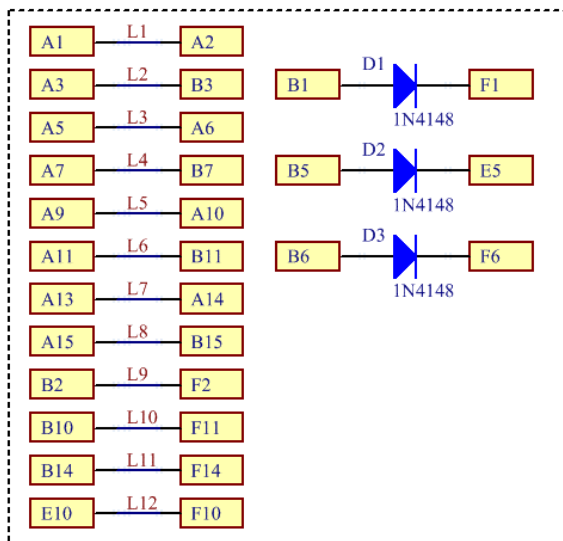 A1 L1 A2
A3 L2 B3
A5 L3 A6
A7 L4 B7
A9 L5 A10
A11 L6 B11
A13 L7 A14
A15 L8 B15
B2 L9 F2
B10 L10 F11
B14 L11 F14
E10 L12 F10
B1 D1 F1
1N4148
B5 D2 E5
1N4148
B6 D3 F6
1N4148